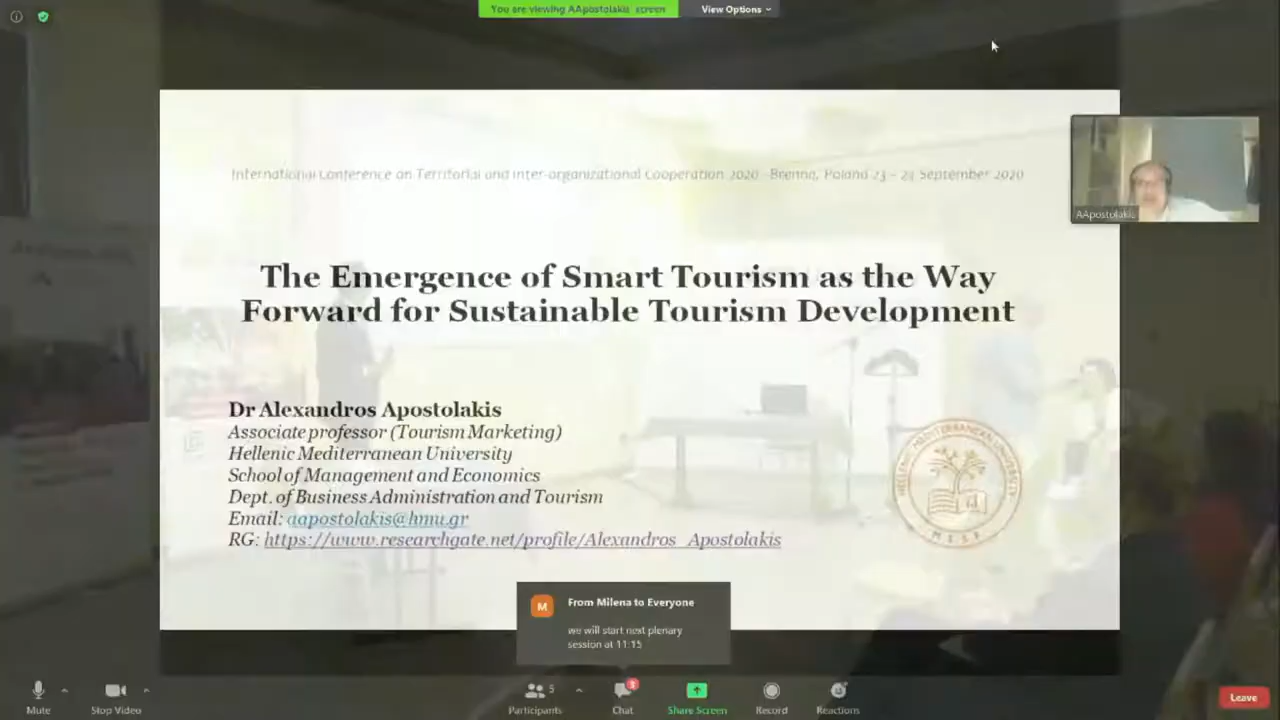 You are viewing AApostolakis screen
View Options
International Conference on Territorial and Inter-organizational Cooperation 2020 - Brenna, Poland 23 – 24 September 2020
AApostolakis
The Emergence of Smart Tourism as the Way
Forward for Sustainable Tourism Development
Dr Alexandros Apostolakis
Associate professor (Tourism Marketing)
Hellenic Mediterranean University
School of Management and Economics
Dept. of Business Administration and Tourism
Email: aapostolakis@hmu.gr
RG: https://www.researchgate.net/profile/Alexandros_Apostolakis
HELLENIC MEDITERRANEAN UNIVERSITY
M
From Milena to Everyone
we will start next plenary
session at 11:15
Mute
Stop Video
5
Participants
Chat
Share Screen
Record
Reactions
Leave